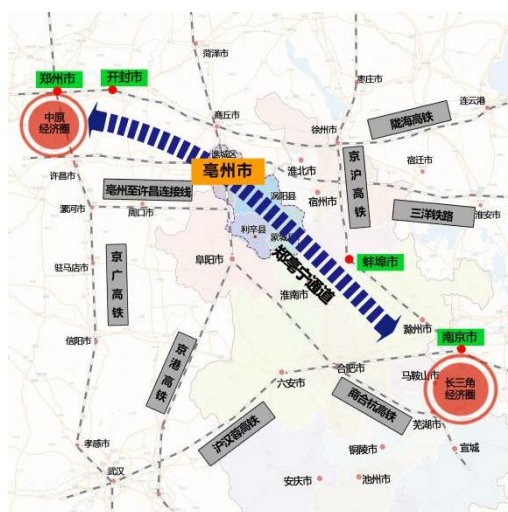 菏泽市
枣庄市
郑州市
开封市
连云港
中原
经济圈
商丘市
徐州市
陇海高铁
谯城区
亳州市
淮北市
京沪高铁
宿迁市
许昌市
亳州至许昌连接线
涡阳县
宿州市
三洋铁路
淮安市
漯河市
周口市
利辛县
蒙城县
京广高铁
驻马店市
阜阳市
郑亳宁通道
蚌埠市
淮南市
滁州市
南京市
信阳市
京港高铁
合肥市
马鞍山市
长三角
经济圈
六安市
商合杭高铁
芜湖市
沪汉蓉高铁
孝感市
铜陵市
宣城
武汉
安庆市
池州市